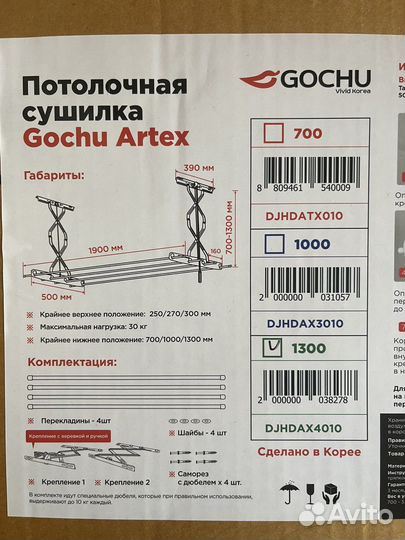 Потолочная
сушилка
Gochu Artex
GOCHU
Vivid Korea
Габариты:
390 мм
700-1300 мм
1900 мм
160
500 мм
700
8 809461 540009
DJHDATX010
1000
2 000000 031057
DJHDAX3010
1300
2 000000 038278
DJHDAX4010
Сделано в Корее
Крайнее верхнее положение: 250/270/300 мм
Максимальная нагрузка: 30 кг
Крайнее нижнее положение: 700/1000/1300 мм
Комплектация:
Перекладины - 4шт
Шайбы - 4 шт
Крепление с веревкой и ручкой
Крепление 1
Крепление 2
Саморез
с дюбелем х 4 шт.
В комплекте идут специальные дюбеля, которые при правильном использовании,
выдерживают до 10 кг каждый.
Avito